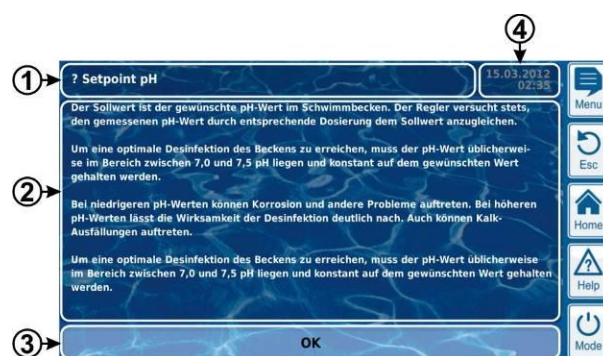 4
1
? Setpoint pH
15.03.2012
02:35
Menu
2
Der Sollwert ist der gewünschte pH-Wert im Schwimmbecken. Der Regler versucht stets,
den gemessenen pH-Wert durch entsprechende Dosierung dem Sollwert anzugleichen.
Um eine optimale Desinfektion des Beckens zu erreichen, muss der pH-Wert üblicherwei-
se im Bereich zwischen 7,0 und 7,5 pH liegen und konstant auf dem gewünschten Wert
gehalten werden.
Bei niedrigeren pH-Werten können Korrosion und andere Probleme auftreten. Bei höheren
pH-Werten lässt die Wirksamkeit der Desinfektion deutlich nach. Auch können Kalk-
Ausfällungen auftreten.
Um eine optimale Desinfektion des Beckens zu erreichen, muss der pH-Wert üblicherweise
im Bereich zwischen 7,0 und 7,5 pH liegen und konstant auf dem gewünschten Wert gehalten
werden.
Esc
Home
Help
3
OK
Mode